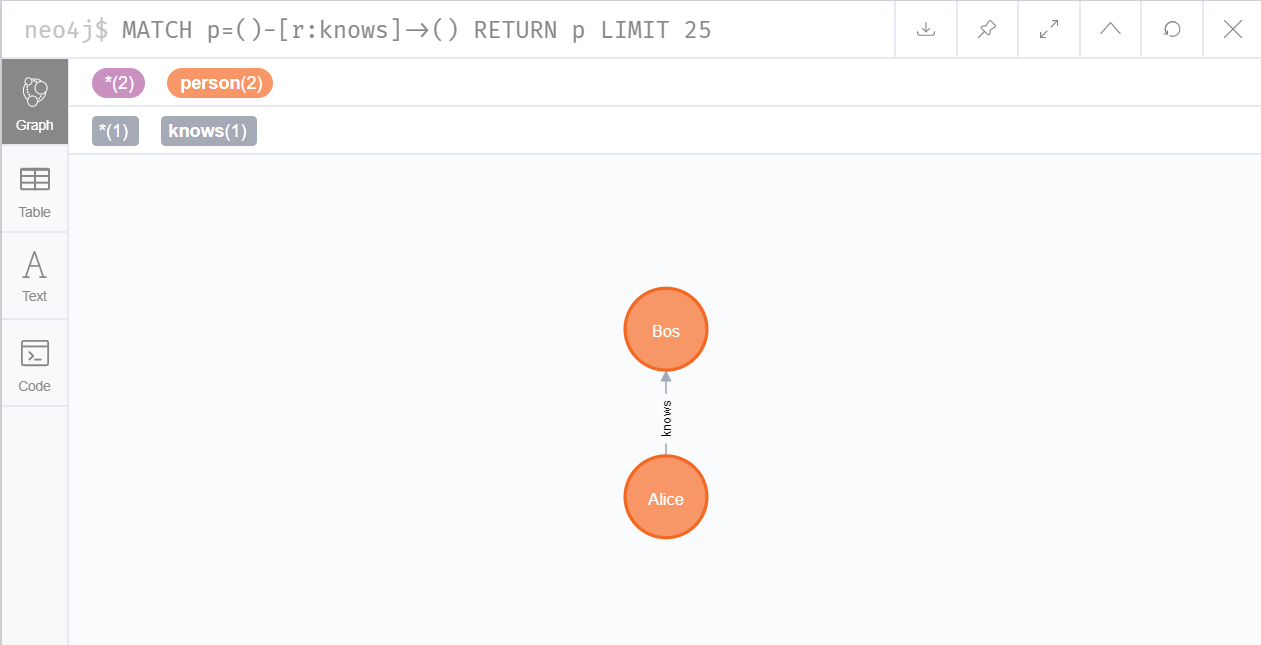 neo4j$ MATCH p=()-[r:knows]→() RETURN p LIMIT 25
*(2) person(2)
*(1) knows(1)
Graph
Table
Text
Code
Bos
knows
Alice